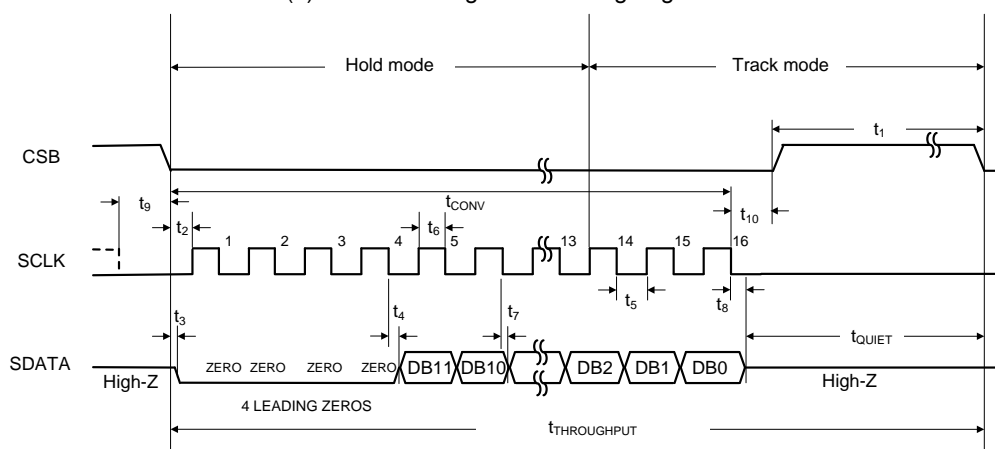 Hold mode
Track mode
t1
CSB
tCONV
t9
t10
t2
t6
1 2 3 4 5 13 14 15 16
SCLK
t3
t4
t7
t5
t8
tQUIET
SDATA
ZERO ZERO ZERO ZERO DB11 DB10 DB2 DB1 DB0
High-Z
High-Z
4 LEADING ZEROS
tTHROUGHPUT